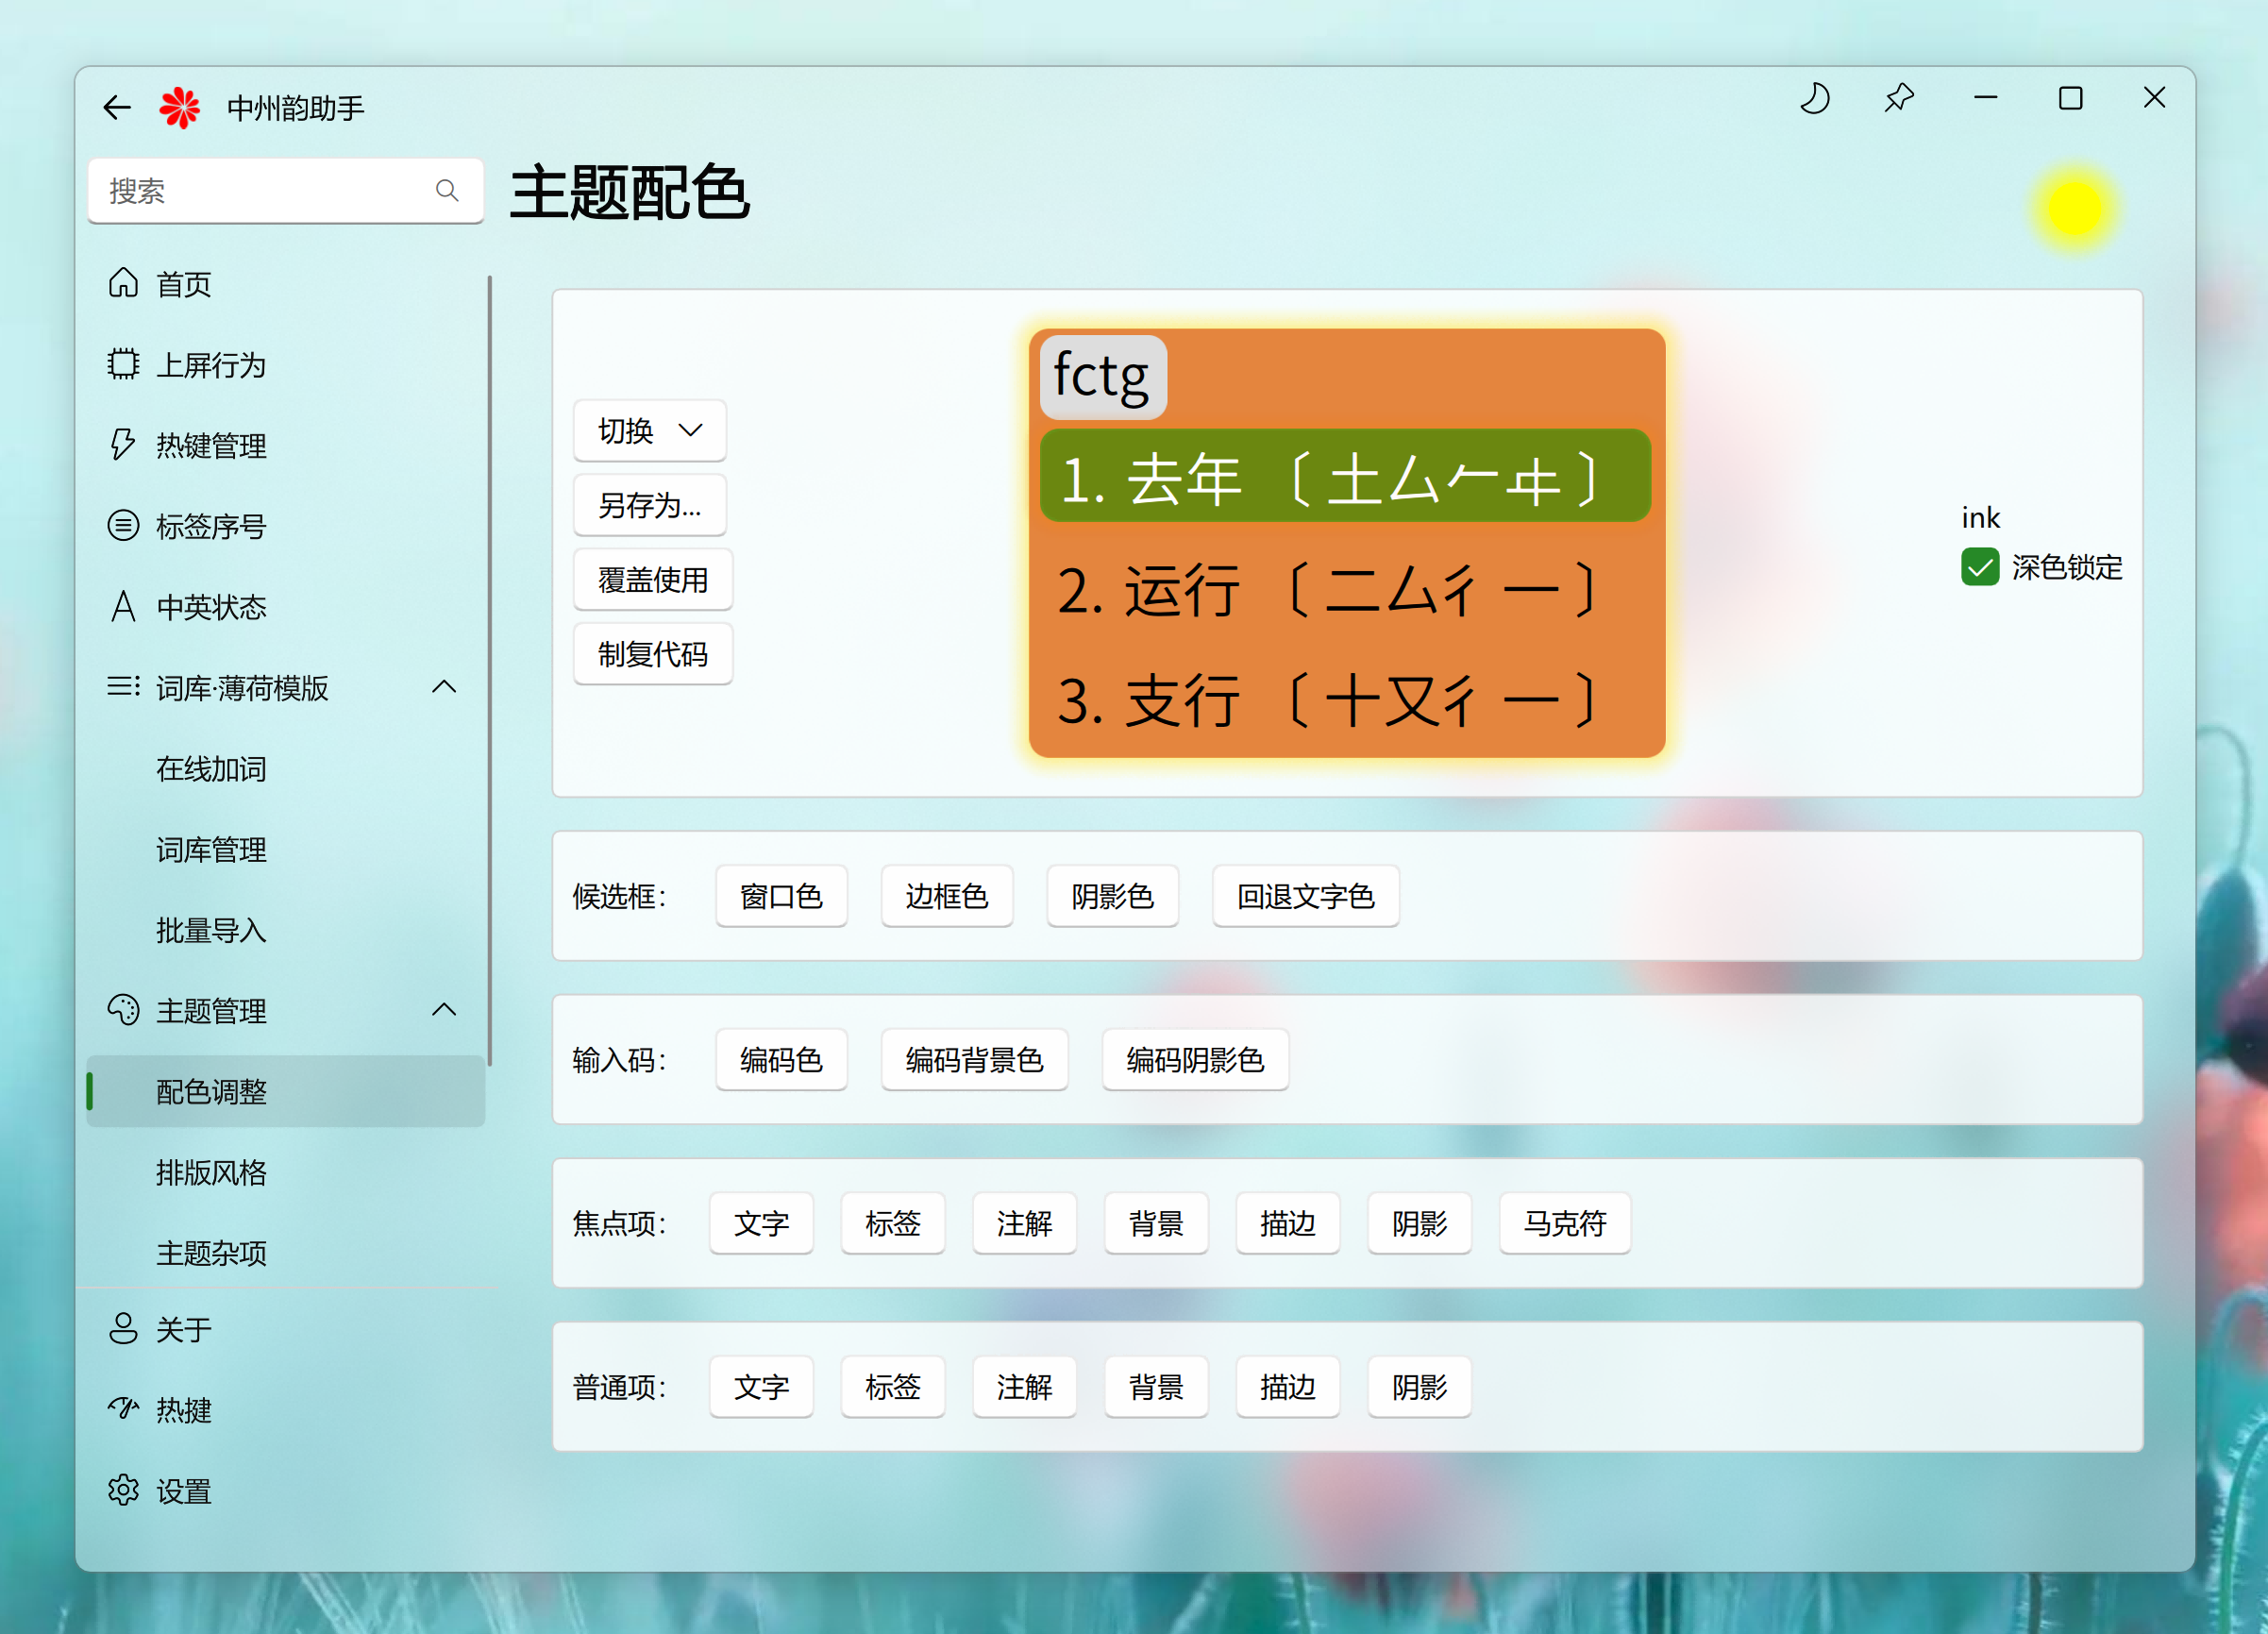 中州韵助手
搜索
主题配色
首页
上屏行为
热键管理
标签序号
中英状态
词库·薄荷模版
在线加词
词库管理
批量导入
主题管理
配色调整
排版风格
主题杂项
关于
热捷
设置
切换
另存为...
覆盖使用
制复代码
fctg
1. 去年 〔 土厶𠂉㐄 〕
2. 运行 〔 二厶彳一 〕
3. 支行 〔 十又彳一 〕
ink
深色锁定
候选框： 窗口色 边框色 阴影色 回退文字色
输入码： 编码色 编码背景色 编码阴影色
焦点项： 文字 标签 注解 背景 描边 阴影 马克符
普通项： 文字 标签 注解 背景 描边 阴影